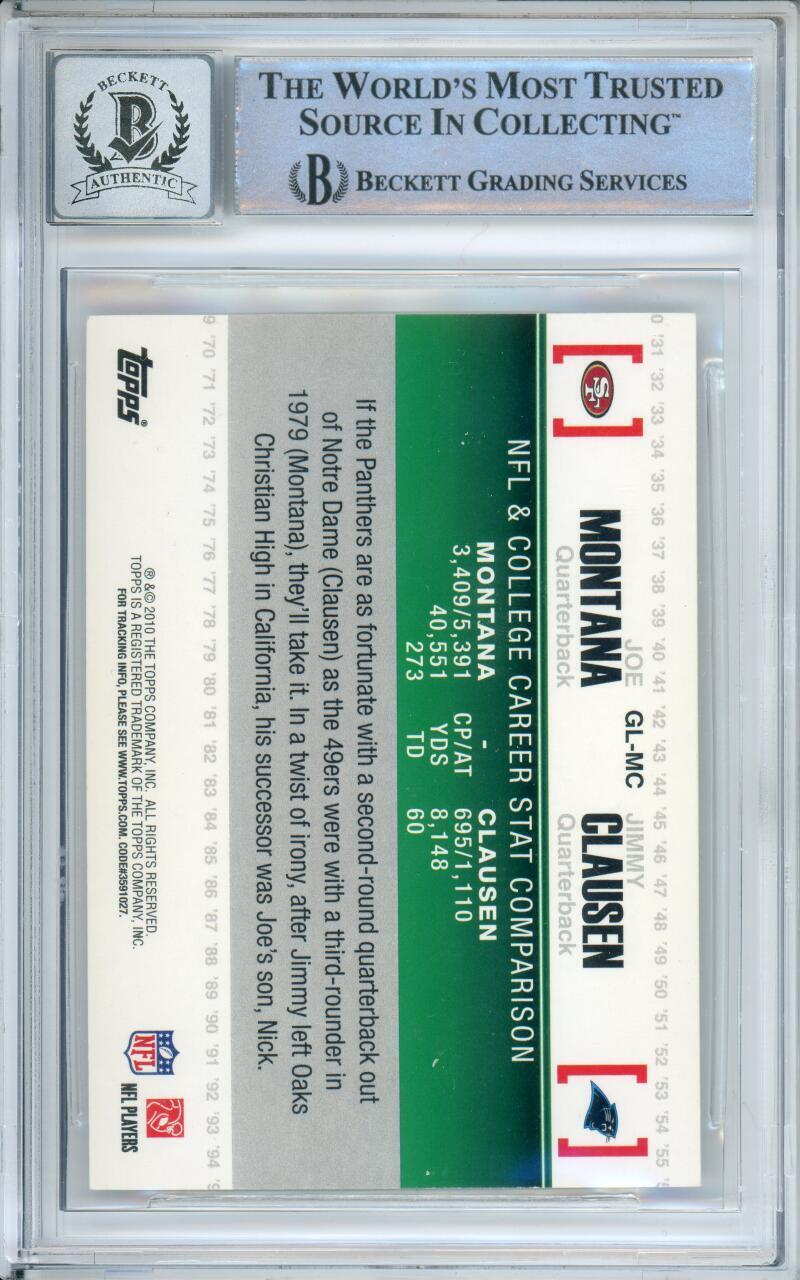 BECKETT
B
AUTHENTIC
THE WORLD'S MOST TRUSTED
SOURCE IN COLLECTING™
B BECKETT GRADING SERVICES
0 '31 '32 '33 '34 '35 '36 '37 '38 '39 '40 '41 '42 '43 '44 '45 '46 '47 '48 '49 '50 '51 '52 '53 '54 '55
SF
JOE
MONTANA
Quarterback
GL-MC
JIMMY
CLAUSEN
Quarterback
NFL & COLLEGE CAREER STAT COMPARISON
MONTANA - CLAUSEN
3,409/5,391 CP/AT 695/1,110
40,551 YDS 8,148
273 TD 60
If the Panthers are as fortunate with a second-round quarterback out
of Notre Dame (Clausen) as the 49ers were with a third-rounder in
1979 (Montana), they'll take it. In a twist of irony, after Jimmy left Oaks
Christian High in California, his successor was Joe's son, Nick.
9 '70 '71 '72 '73 '74 '75 '76 '77 '78 '79 '80 '81 '82 '83 '84 '85 '86 '87 '88 '89 '90 '91 '92 '93 '94
topps®
® & © 2010 THE TOPPS COMPANY, INC. ALL RIGHTS RESERVED.
TOPPS IS A REGISTERED TRADEMARK OF THE TOPPS COMPANY, INC.
FOR TRACKING INFO, PLEASE SEE WWW.TOPPS.COM. CODE#3591027.
NFL
NFL PLAYERS